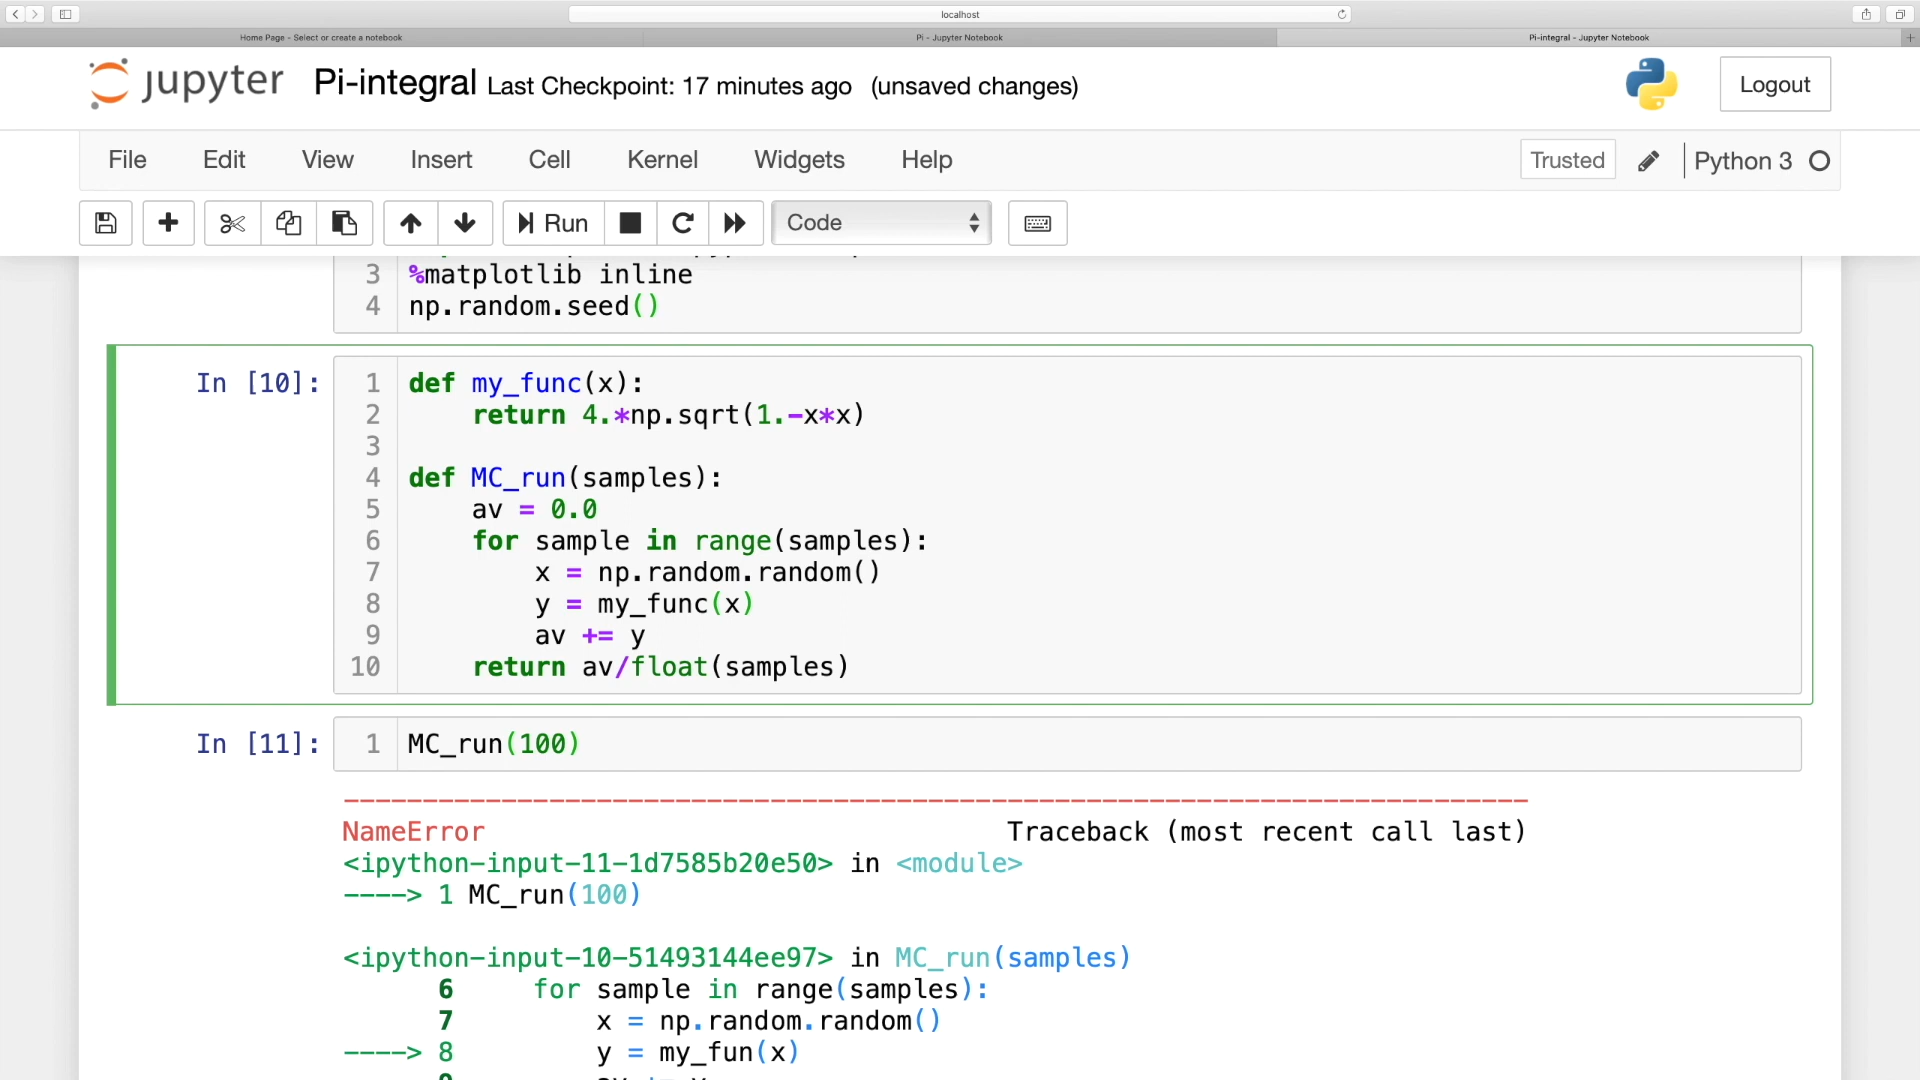 localhost
Home Page - Select or create a notebook
Pi - Jupyter Notebook
Pi-integral - Jupyter Notebook
jupyter Pi-integral Last Checkpoint: 17 minutes ago (unsaved changes)
Logout
File Edit View Insert Cell Kernel Widgets Help
Trusted
Python 3
Run
Code
3 %matplotlib inline
4 np.random.seed()
In [10]:
1 def my_func(x):
2     return 4.*np.sqrt(1.-x*x)
3
4 def MC_run(samples):
5     av = 0.0
6     for sample in range(samples):
7         x = np.random.random()
8         y = my_func(x)
9         av += y
10     return av/float(samples)
In [11]:
1 MC_run(100)
---------------------------------------------------------------------------
NameError                                 Traceback (most recent call last)
<ipython-input-11-1d7585b20e50> in <module>
----> 1 MC_run(100)
<ipython-input-10-51493144ee97> in MC_run(samples)
      6     for sample in range(samples):
      7         x = np.random.random()
----> 8         y = my_fun(x)